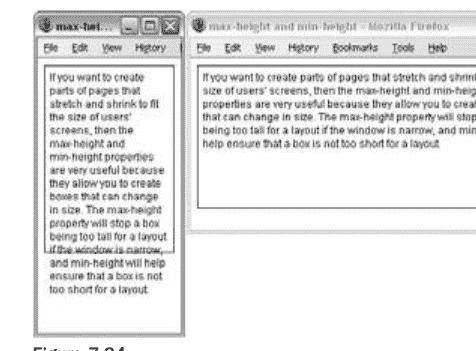 max-hei...
File Edit View History
If you want to create
parts of pages that
stretch and shrink to fit
the size of users'
screens, then the
max-height and
min-height properties
are very useful because
they allow you to create
boxes that can change
in size. The max-height
property will stop a box
being too tall for a layout
if the window is narrow,
and min-height will help
ensure that a box is not
too short for a layout.
max-height and min-height - Mozilla Firefox
File Edit View History Bookmarks Tools Help
If you want to create parts of pages that stretch and shrink
size of users' screens, then the max-height and min-heig
properties are very useful because they allow you to creat
that can change in size. The max-height property will stop
being too tall for a layout if the window is narrow, and min
help ensure that a box is not too short for a layout.